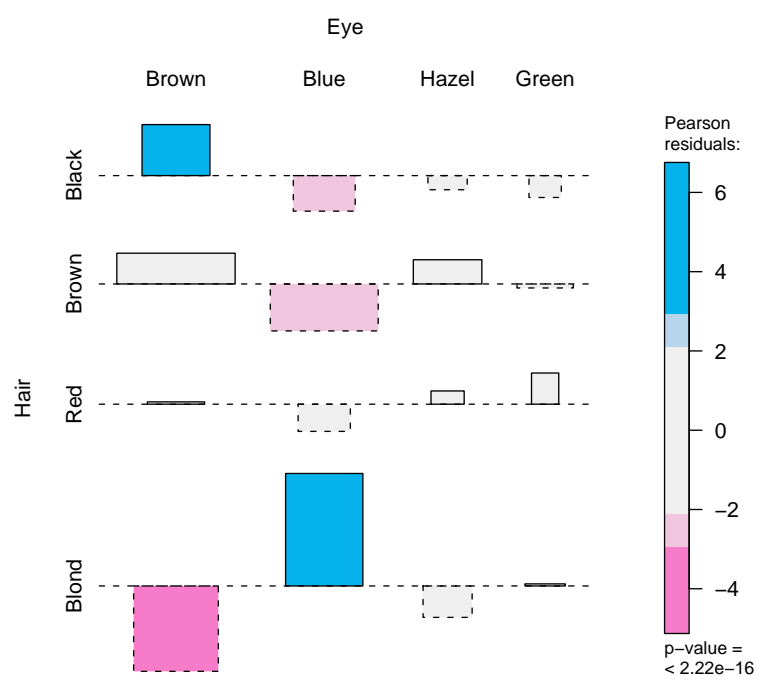 Eye
Brown Blue Hazel Green
Hair
Black
Brown
Red
Blond
Pearson
residuals:
6
4
2
0
−2
−4
p−value =
< 2.22e−16